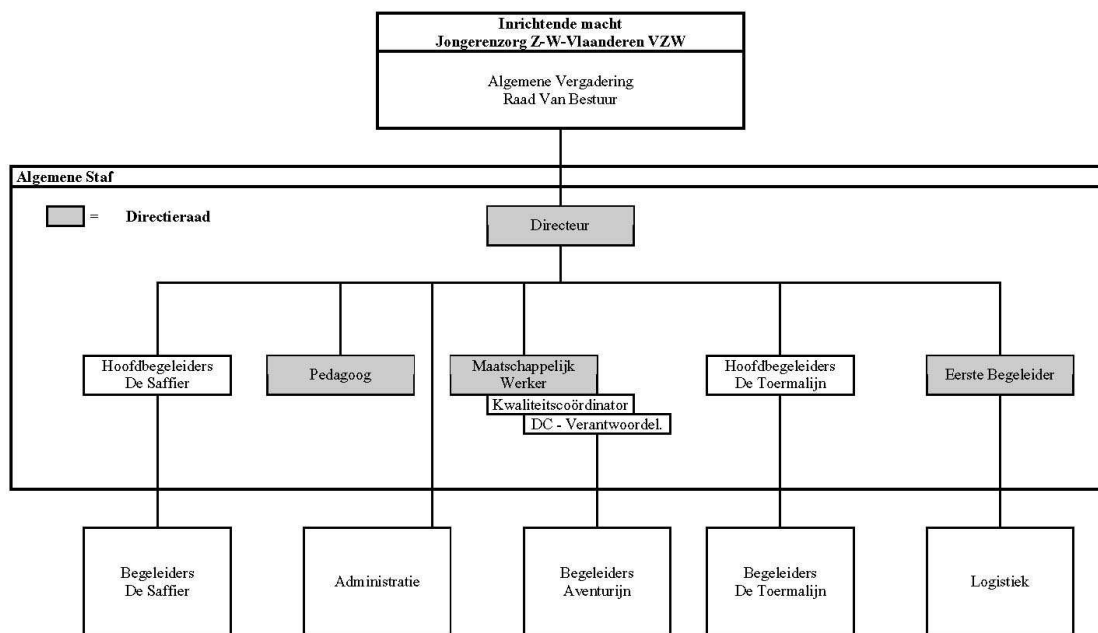 Inrichtende macht
Jongerenzorg Z-W-Vlaanderen VZW
Algemene Vergadering
Raad Van Bestuur
Algemene Staf
= Directieraad
Directeur
Hoofdbegeleiders
De Saffier
Pedagoog
Maatschappelijk
Werker
Kwaliteitscoördinator
DC - Verantwoordel.
Hoofdbegeleiders
De Toermalijn
Eerste Begeleider
Begeleiders
De Saffier
Administratie
Begeleiders
Aventurijn
Begeleiders
De Toermalijn
Logistiek